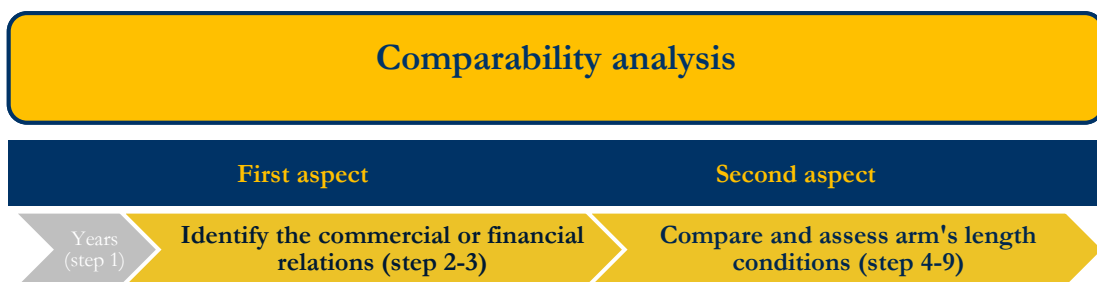 Comparability analysis
First aspect
Second aspect
Years
(step 1)
Identify the commercial or financial
relations (step 2-3)
Compare and assess arm's length
conditions (step 4-9)